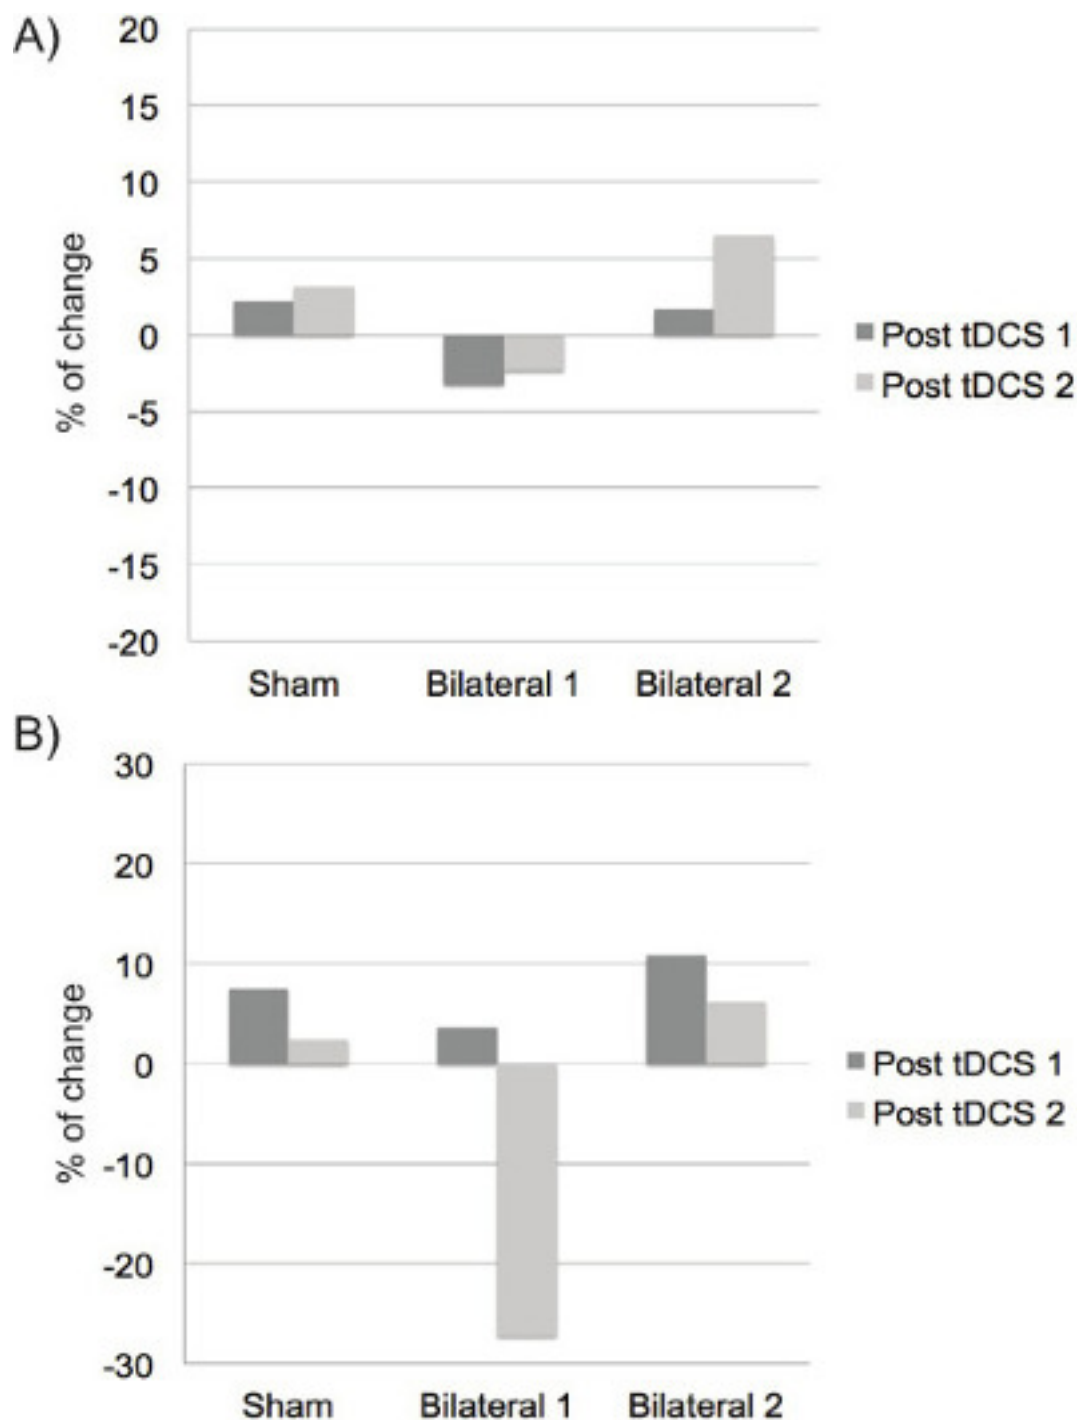 A)
20
15
10
5
0
-5
-10
-15
-20
% of change
Sham Bilateral 1 Bilateral 2
Post tDCS 1
Post tDCS 2
B)
30
20
10
0
-10
-20
-30
% of change
Sham Bilateral 1 Bilateral 2
Post tDCS 1
Post tDCS 2